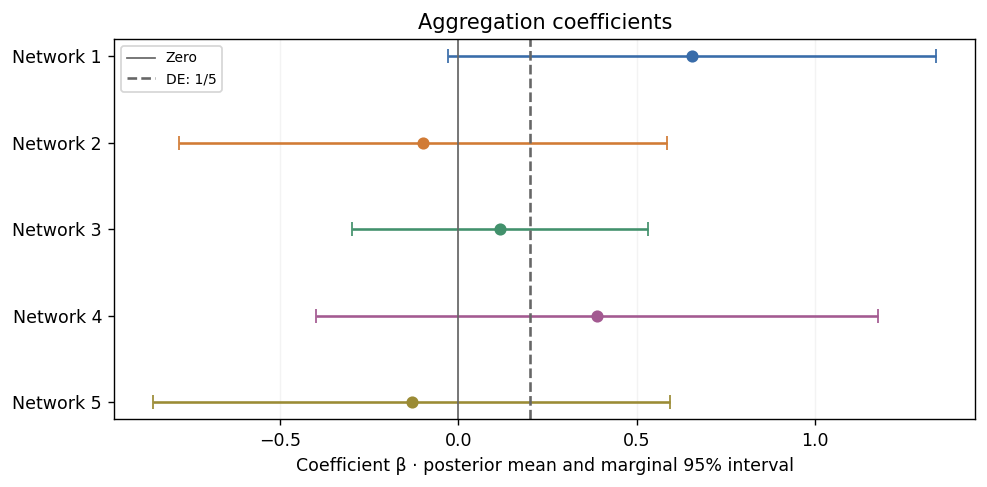 Aggregation coefficients
Network 1
Network 2
Network 3
Network 4
Network 5
Zero
DE: 1/5
−0.5 0.0 0.5 1.0
Coefficient β · posterior mean and marginal 95% interval